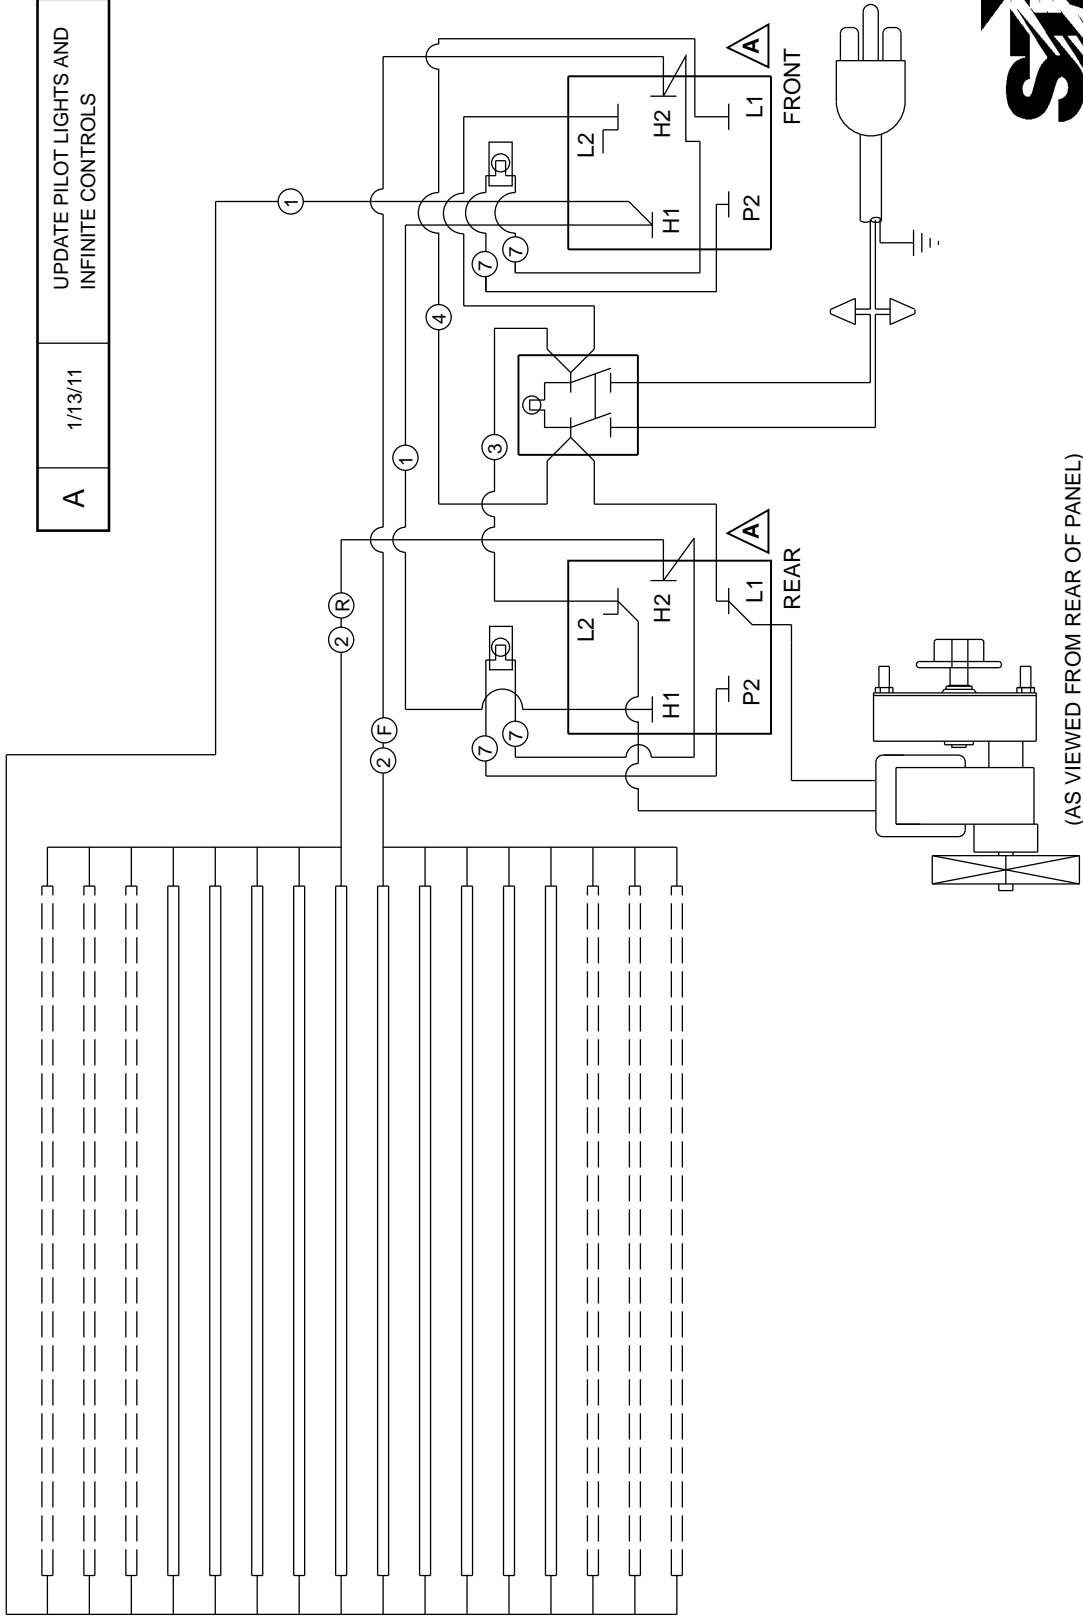 A
1/13/11
UPDATE PILOT LIGHTS AND
INFINITE CONTROLS
1
1
2 R
2 F
4
3
7
7
7
7
L2
H2
H1
P2
L1
A
REAR
L2
H2
H1
P2
L1
A
FRONT
(AS VIEWED FROM REAR OF PANEL)